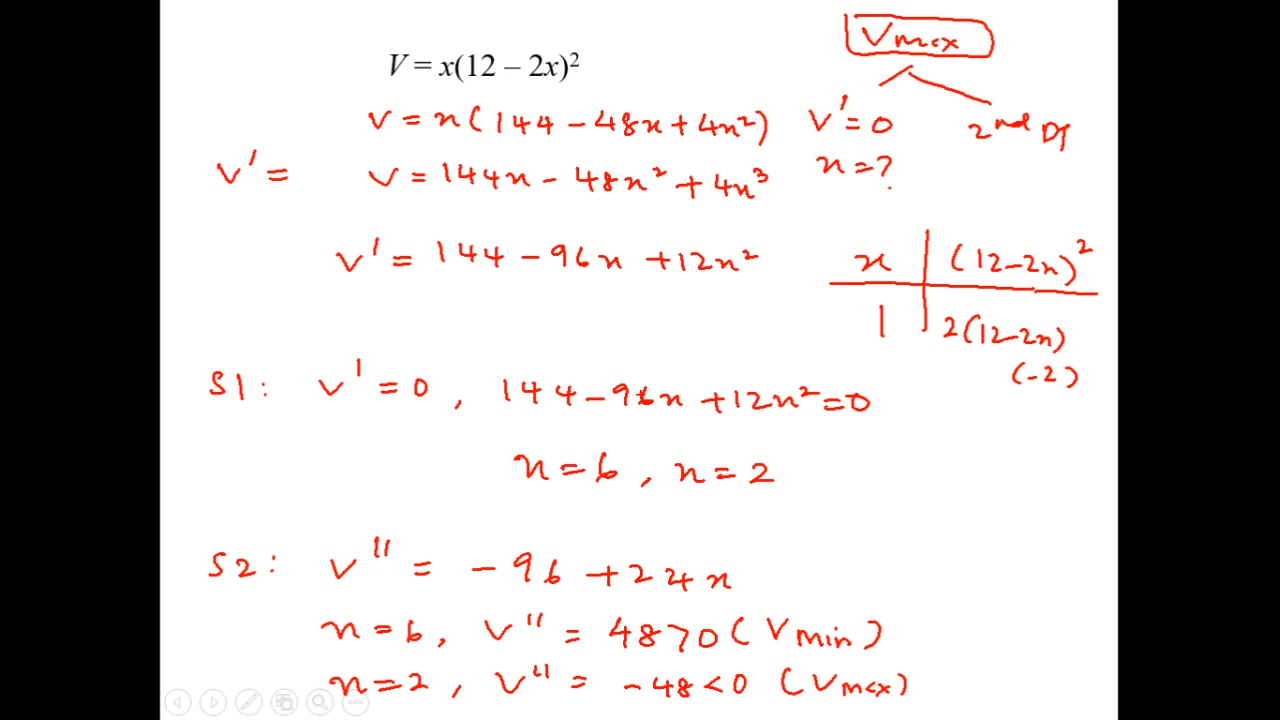 Vmax
V = x(12 – 2x)²
V = x(144 – 48x + 4x²)
V' = 0
2nd DT
V' =
V = 144x – 48x² + 4x³
x = ?
V' = 144 – 96x + 12x²
x | (12–2x)²
1 | 2(12–2x)
(–2)
S1: V' = 0, 144 – 96x + 12x² = 0
x = 6, x = 2
S2: V'' = – 96 + 24x
x = 6, V'' = 48 > 0 (Vmin)
x = 2, V'' = – 48 < 0 (Vmax)